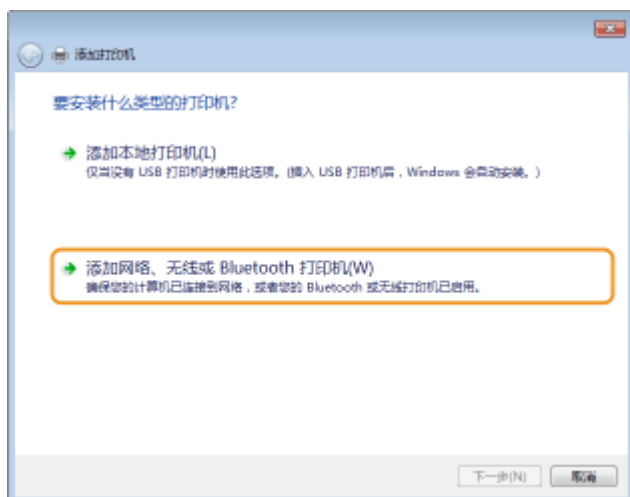 添加打印机
要安装什么类型的打印机?
添加本地打印机(L)
仅当没有 USB 打印机时使用此选项。(插入 USB 打印机后，Windows 会自动安装。)
添加网络、无线或 Bluetooth 打印机(W)
确保您的计算机已连接到网络，或者您的 Bluetooth 或无线打印机已启用。
下一步(N)
取消